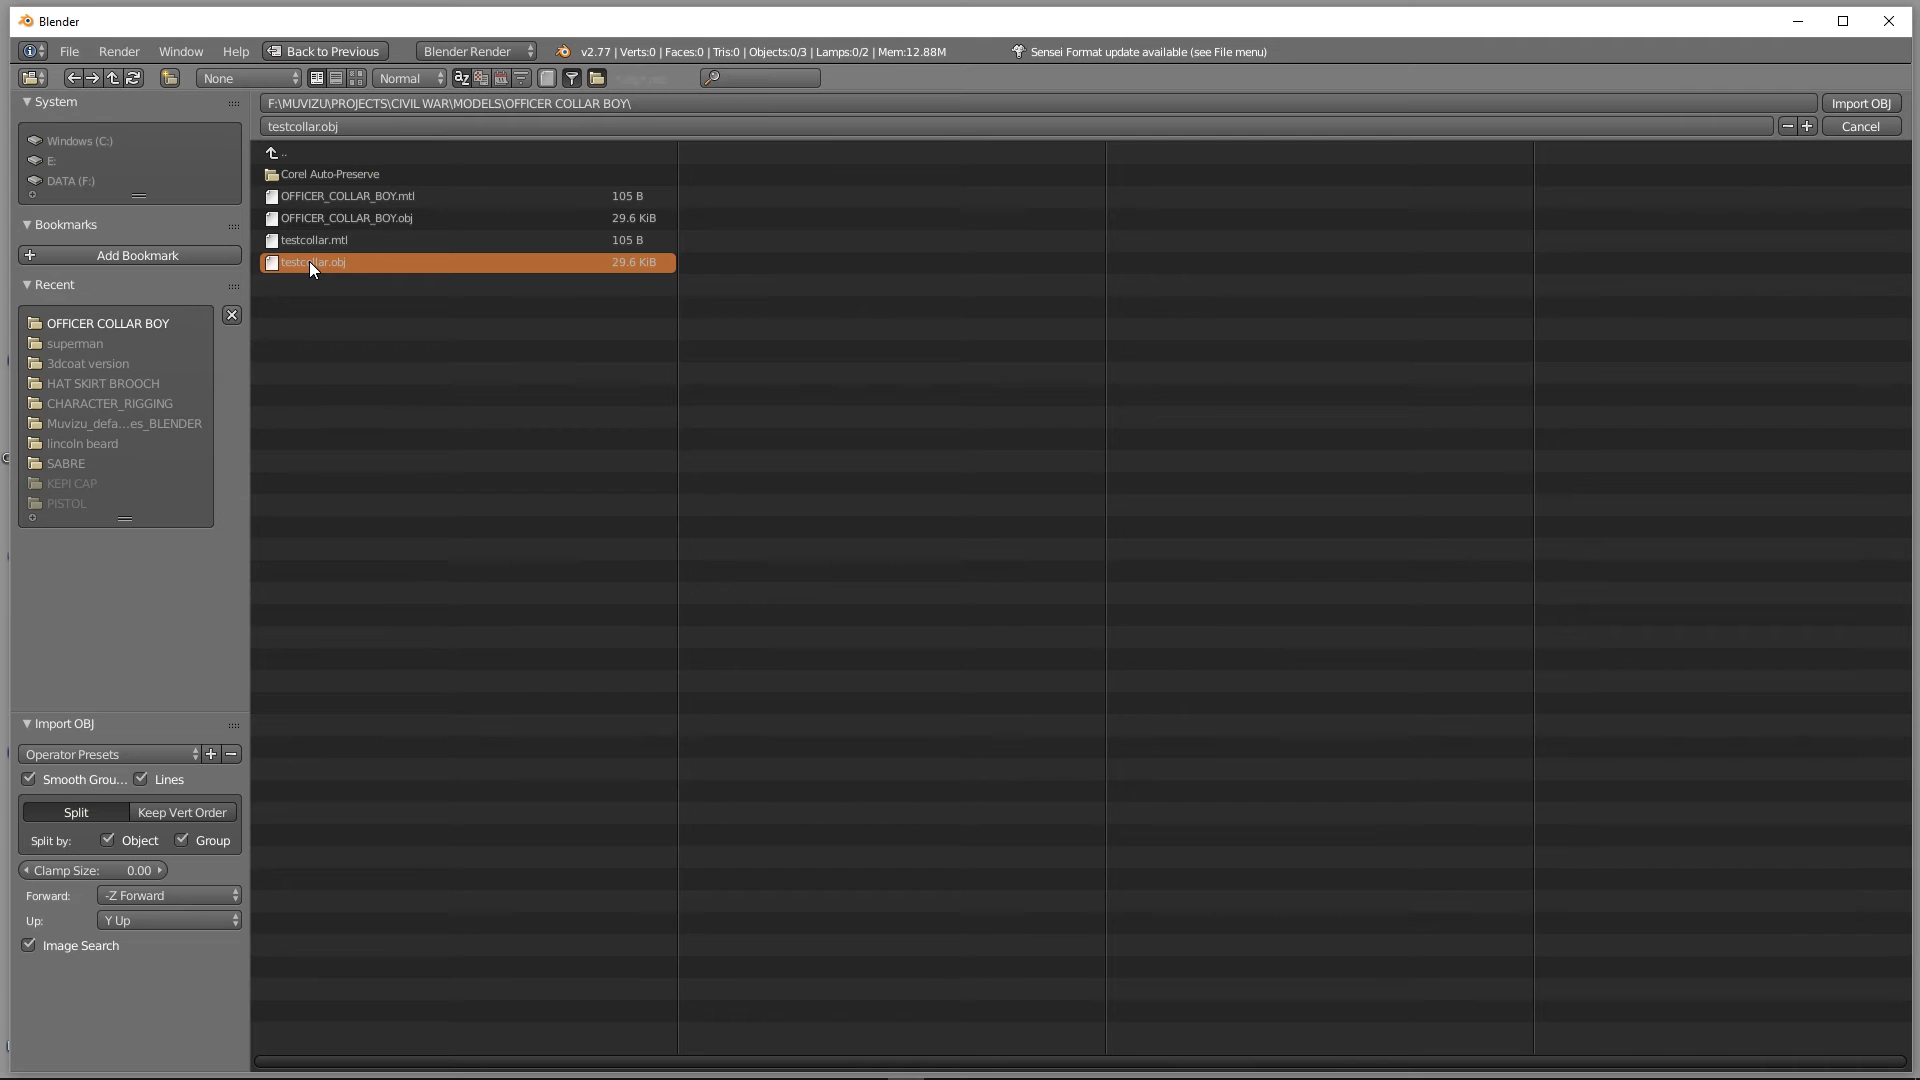 Blender
File Render Window Help Back to Previous Blender Render v2.77 | Verts:0 | Faces:0 | Tris:0 | Objects:0/3 | Lamps:0/2 | Mem:12.88M Sensei Format update available (see File menu)
None Normal
System
Windows (C:)
E:
DATA (F:)
Bookmarks
Add Bookmark
Recent
OFFICER COLLAR BOY
superman
3dcoat version
HAT SKIRT BROOCH
CHARACTER_RIGGING
Muvizu_defa...es_BLENDER
lincoln beard
SABRE
KEPI CAP
PISTOL
Import OBJ
Operator Presets
Smooth Grou... Lines
Split Keep Vert Order
Split by: Object Group
Clamp Size: 0.00
Forward: -Z Forward
Up: Y Up
Image Search
F:\MUVIZU\PROJECTS\CIVIL WAR\MODELS\OFFICER COLLAR BOY\ Import OBJ
testcollar.obj Cancel
..
Corel Auto-Preserve
OFFICER_COLLAR_BOY.mtl 105 B
OFFICER_COLLAR_BOY.obj 29.6 KiB
testcollar.mtl 105 B
testcollar.obj 29.6 KiB